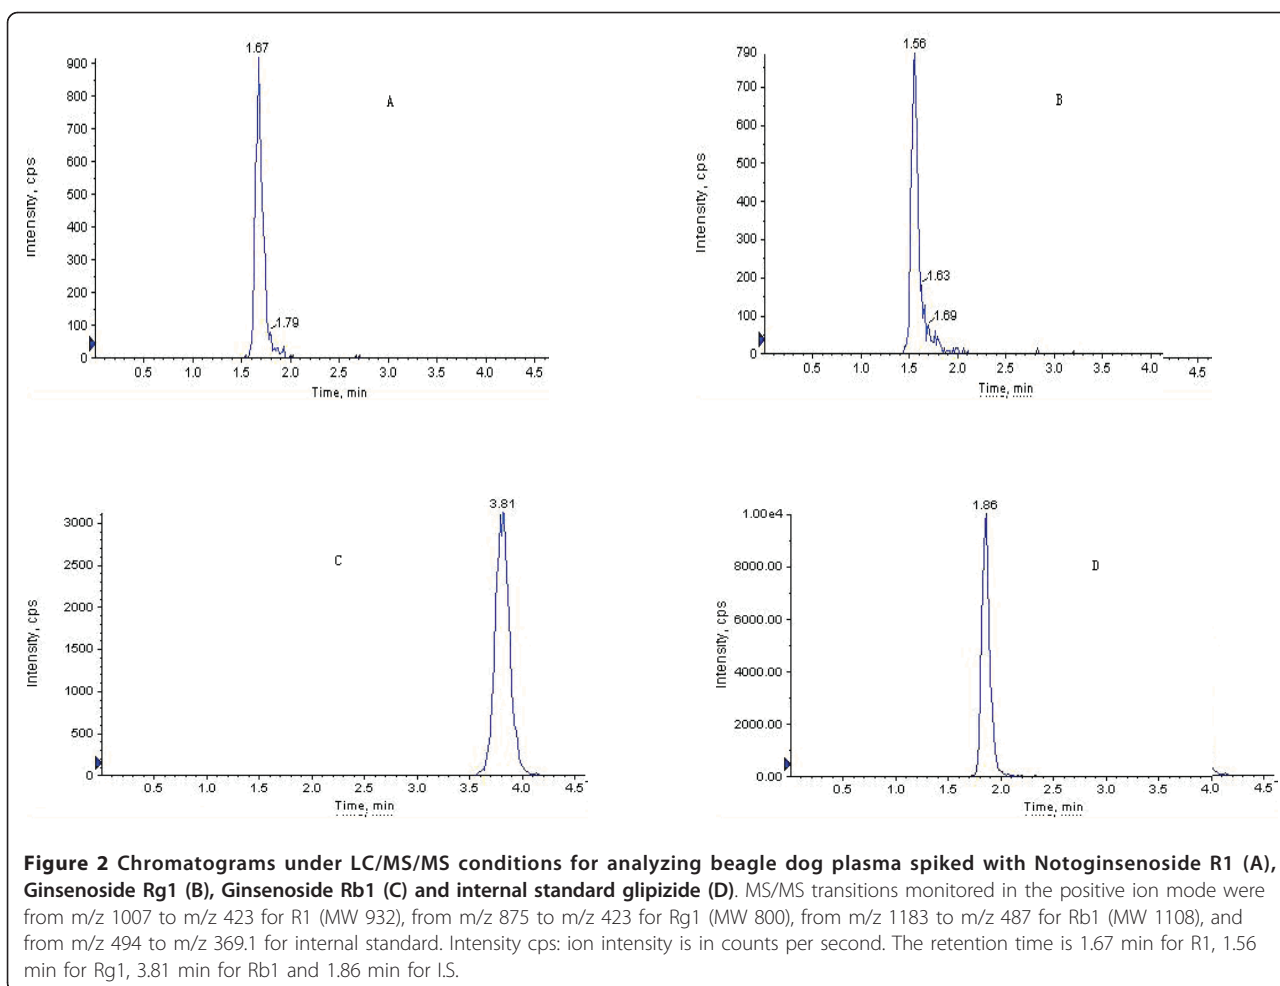 1.67
900
800
700
600
500
400
300
200
100
0
Intensity, cps
A
1.79
0.5 1.0 1.5 2.0 2.5 3.0 3.5 4.0 4.5
Time, min
1.56
790
700
600
500
400
300
200
100
0
Intensity, cps
B
1.63
1.69
0.5 1.0 1.5 2.0 2.5 3.0 3.5 4.0 4.5
Time, min
3.81
3000
2500
2000
1500
1000
500
0
Intensity, cps
C
0.5 1.0 1.5 2.0 2.5 3.0 3.5 4.0 4.5
Time, min
1.86
1.00e4
8000.00
6000.00
4000.00
2000.00
0.00
Intensity, cps
D
0.5 1.0 1.5 2.0 2.5 3.0 3.5 4.0 4.5
Time, min
Figure 2 Chromatograms under LC/MS/MS conditions for analyzing beagle dog plasma spiked with Notoginsenoside R1 (A),
Ginsenoside Rg1 (B), Ginsenoside Rb1 (C) and internal standard glipizide (D). MS/MS transitions monitored in the positive ion mode were
from m/z 1007 to m/z 423 for R1 (MW 932), from m/z 875 to m/z 423 for Rg1 (MW 800), from m/z 1183 to m/z 487 for Rb1 (MW 1108), and
from m/z 494 to m/z 369.1 for internal standard. Intensity cps: ion intensity is in counts per second. The retention time is 1.67 min for R1, 1.56
min for Rg1, 3.81 min for Rb1 and 1.86 min for I.S.